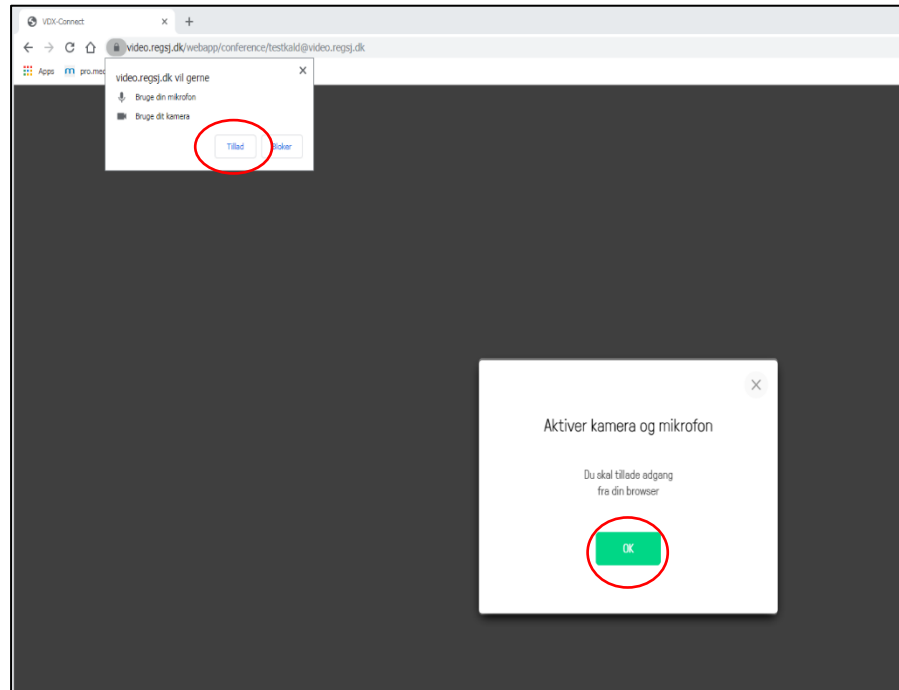 VDX-Connect
video.regsj.dk/webapp/conference/testkald@video.regsj.dk
Apps m pro.med
video.regsj.dk vil gerne
Bruge din mikrofon
Bruge dit kamera
Tillad Bloker
Aktiver kamera og mikrofon
Du skal tillade adgang
fra din browser
OK